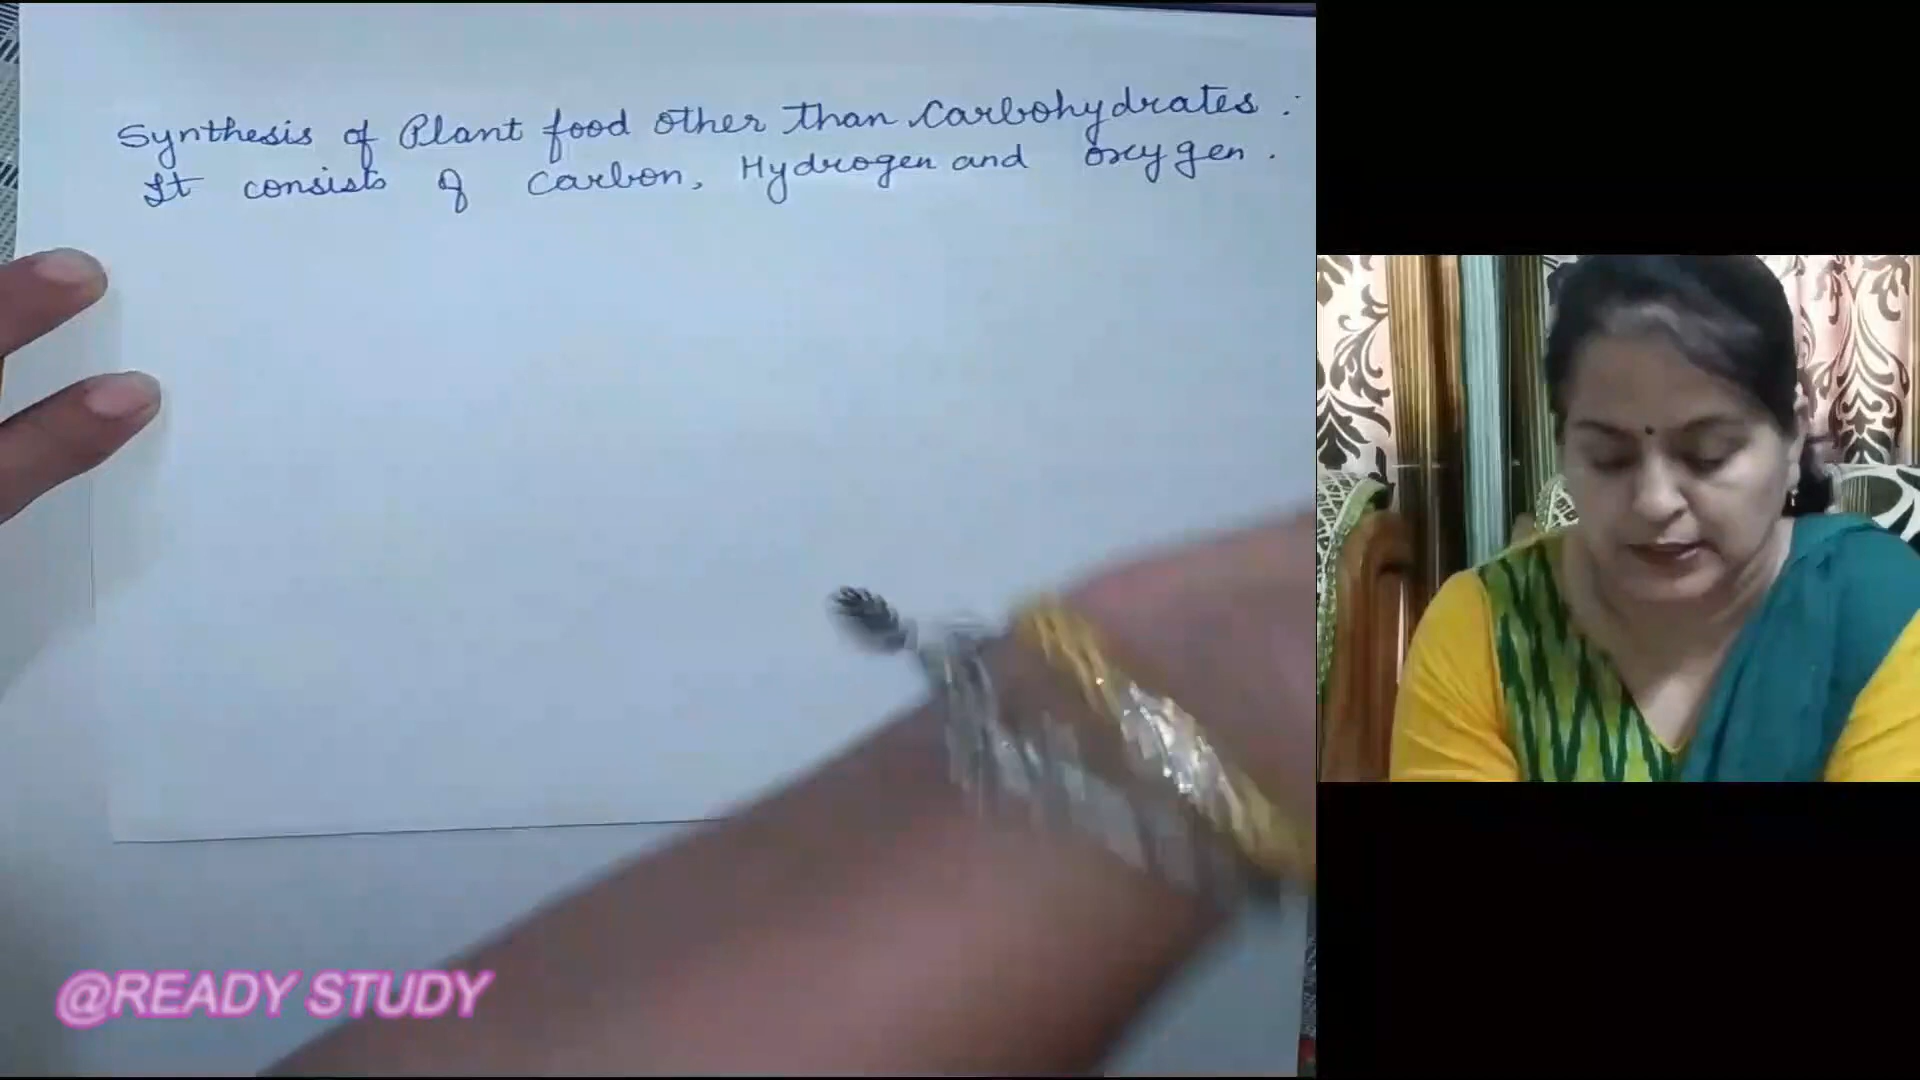 Synthesis of Plant food other than Carbohydrates :
It consists of Carbon, Hydrogen and oxygen .
@READY STUDY